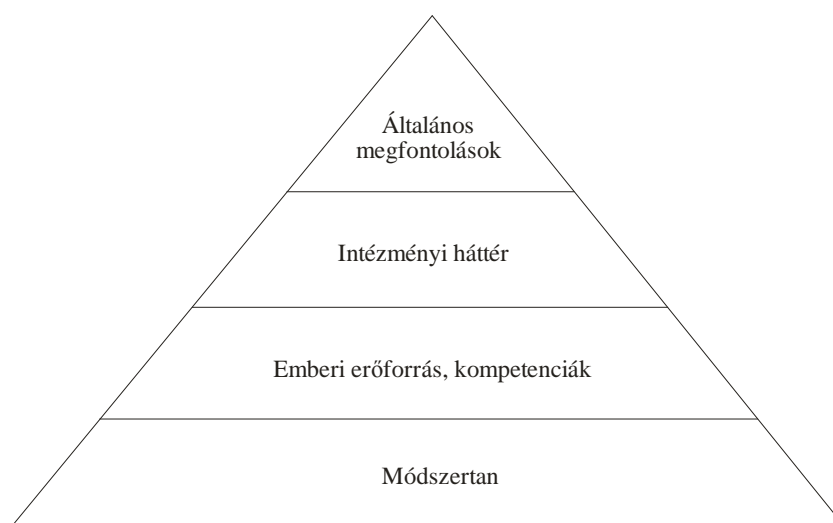 Általános
megfontolások
Intézményi háttér
Emberi erőforrás, kompetenciák
Módszertan